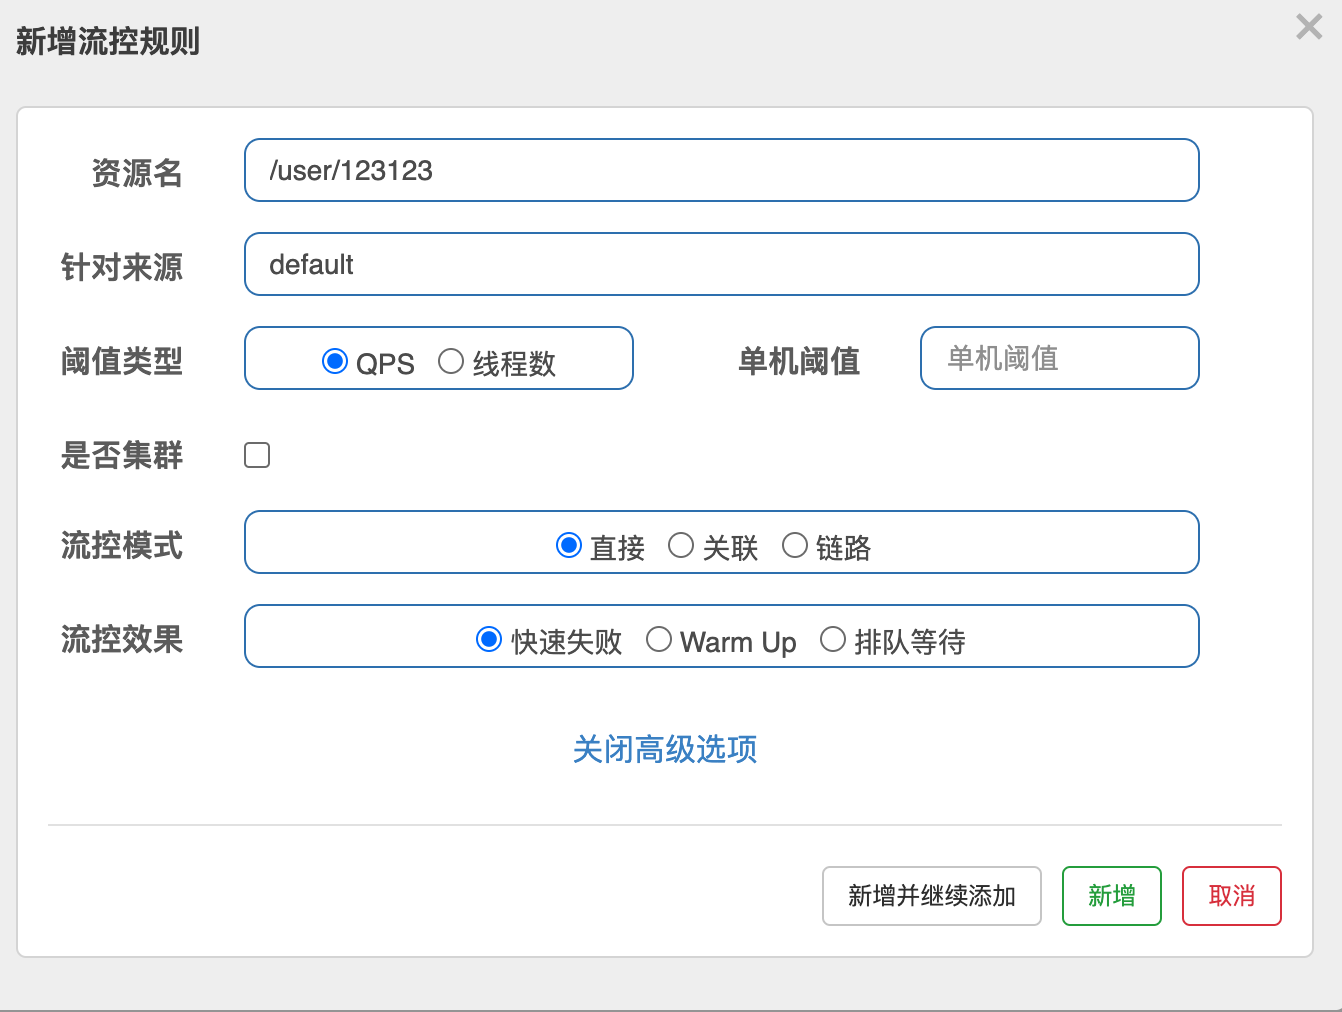 新增流控规则
资源名 /user/123123
针对来源 default
阈值类型 QPS 线程数 单机阈值 单机阈值
是否集群
流控模式 直接 关联 链路
流控效果 快速失败 Warm Up 排队等待
关闭高级选项
新增并继续添加 新增 取消